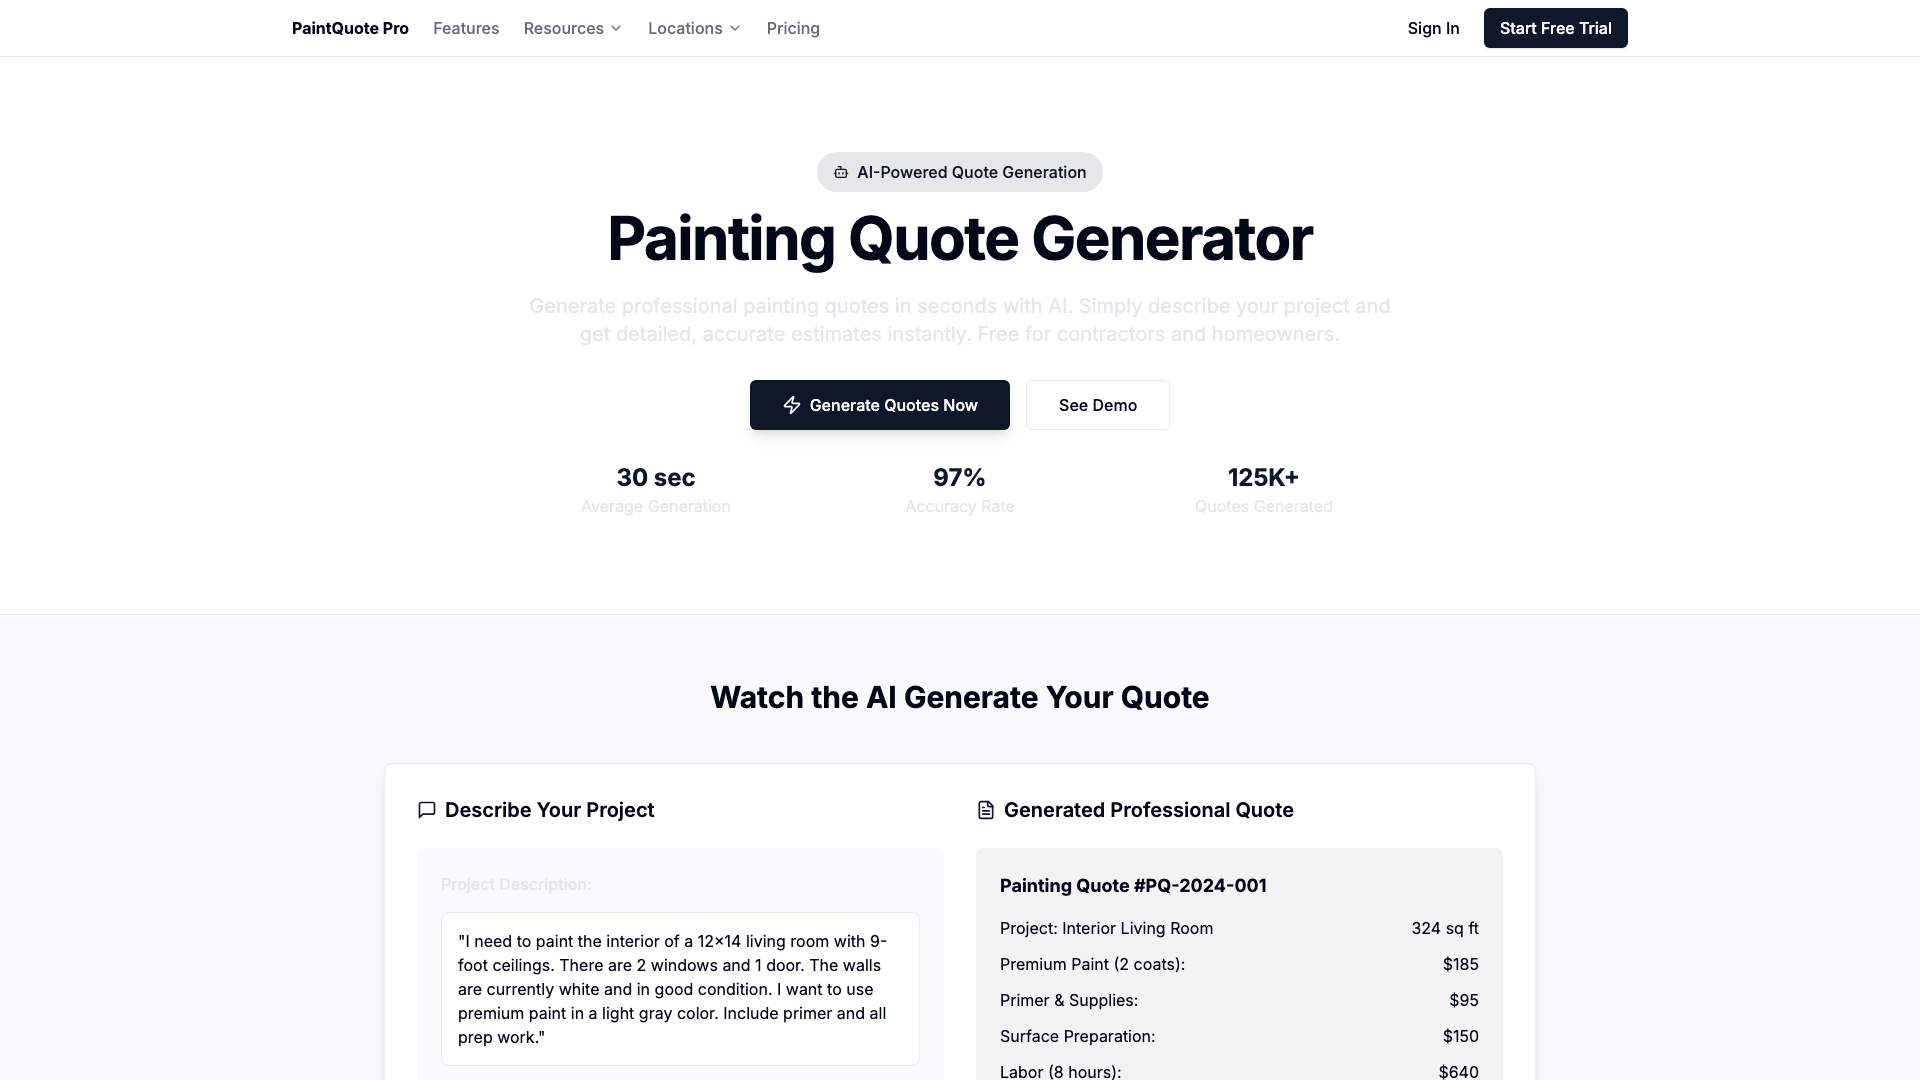 PaintQuote Pro
Features
Resources
Locations
Pricing
Sign In
Start Free Trial
AI-Powered Quote Generation
Painting Quote Generator
Generate professional painting quotes in seconds with AI. Simply describe your project and
get detailed, accurate estimates instantly. Free for contractors and homeowners.
Generate Quotes Now
See Demo
30 sec
Average Generation
97%
Accuracy Rate
125K+
Quotes Generated
Watch the AI Generate Your Quote
Describe Your Project
Project Description:
"I need to paint the interior of a 12×14 living room with 9-
foot ceilings. There are 2 windows and 1 door. The walls
are currently white and in good condition. I want to use
premium paint in a light gray color. Include primer and all
prep work."
Generated Professional Quote
Painting Quote #PQ-2024-001
Project: Interior Living Room 324 sq ft
Premium Paint (2 coats): $185
Primer & Supplies: $95
Surface Preparation: $150
Labor (8 hours): $640